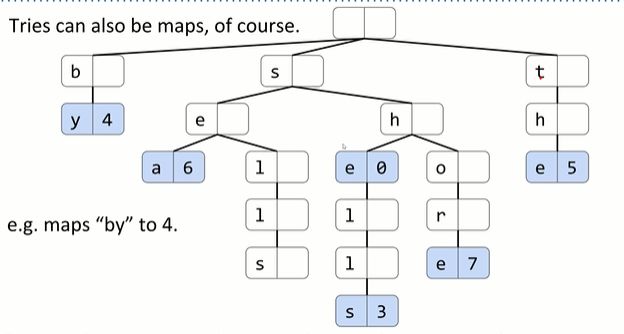 Tries can also be maps, of course.
b s t
y 4 e h h
a 6 l e 0 o e 5
e.g. maps “by” to 4.
l l r
s l e 7
s 3